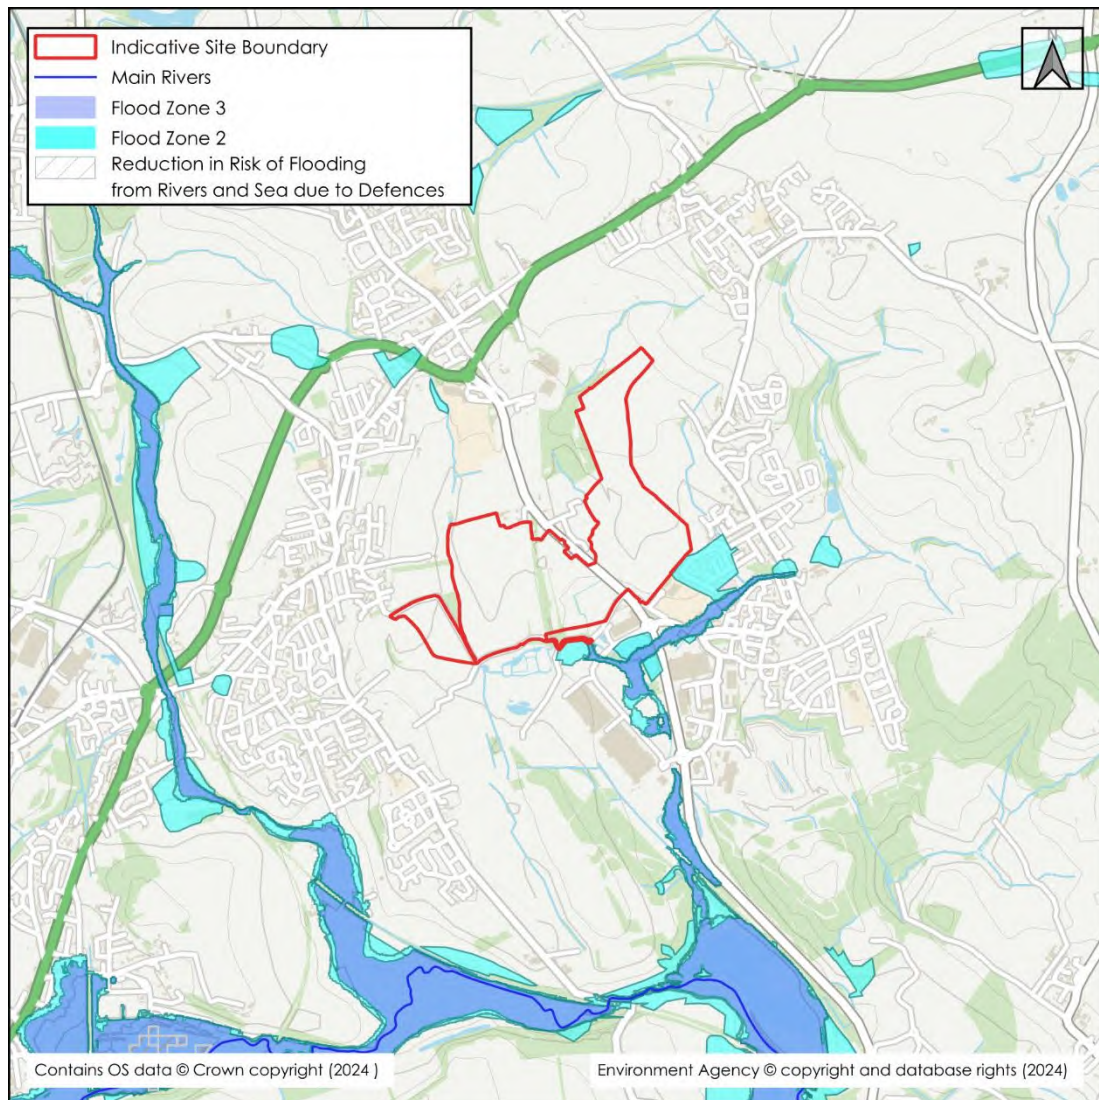 Indicative Site Boundary
Main Rivers
Flood Zone 3
Flood Zone 2
Reduction in Risk of Flooding
from Rivers and Sea due to Defences
Contains OS data © Crown copyright (2024 )
Environment Agency © copyright and database rights (2024)